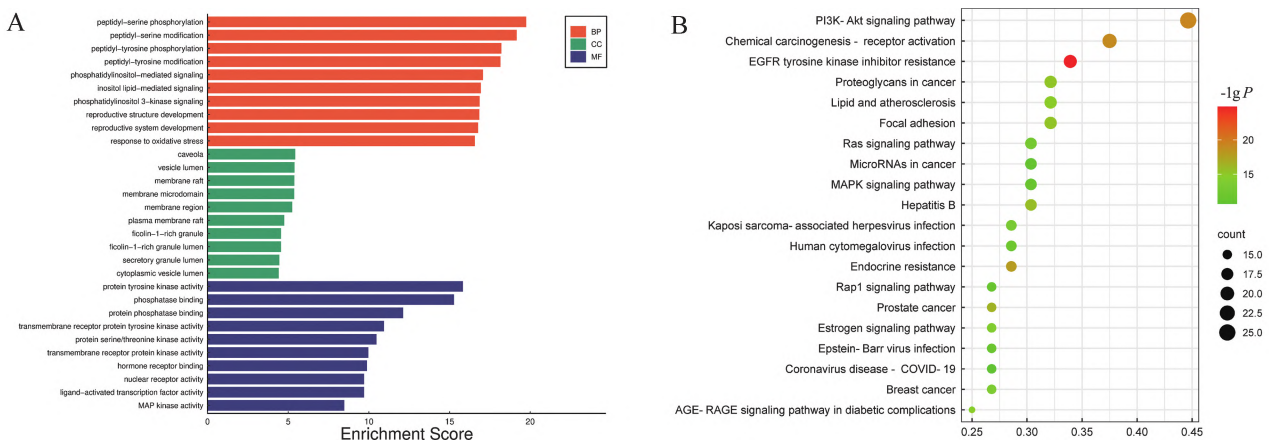 A
peptidyl−serine phosphorylation
peptidyl−serine modification
peptidyl−tyrosine phosphorylation
peptidyl−tyrosine modification
phosphatidylinositol−mediated signaling
inositol lipid−mediated signaling
phosphatidylinositol 3−kinase signaling
reproductive structure development
reproductive system development
response to oxidative stress
caveola
vesicle lumen
membrane raft
membrane microdomain
membrane region
plasma membrane raft
ficolin−1−rich granule
ficolin−1−rich granule lumen
secretory granule lumen
cytoplasmic vesicle lumen
protein tyrosine kinase activity
phosphatase binding
protein phosphatase binding
transmembrane receptor protein tyrosine kinase activity
protein serine/threonine kinase activity
transmembrane receptor protein kinase activity
hormone receptor binding
nuclear receptor activity
ligand−activated transcription factor activity
MAP kinase activity
0 5 10 15 20
Enrichment Score
BP
CC
MF
B
PI3K- Akt signaling pathway
Chemical carcinogenesis - receptor activation
EGFR tyrosine kinase inhibitor resistance
Proteoglycans in cancer
Lipid and atherosclerosis
Focal adhesion
Ras signaling pathway
MicroRNAs in cancer
MAPK signaling pathway
Hepatitis B
Kaposi sarcoma- associated herpesvirus infection
Human cytomegalovirus infection
Endocrine resistance
Rap1 signaling pathway
Prostate cancer
Estrogen signaling pathway
Epstein- Barr virus infection
Coronavirus disease - COVID- 19
Breast cancer
AGE- RAGE signaling pathway in diabetic complications
0.25 0.30 0.35 0.40 0.45
-1g P
20
15
count
15.0
17.5
20.0
22.5
25.0